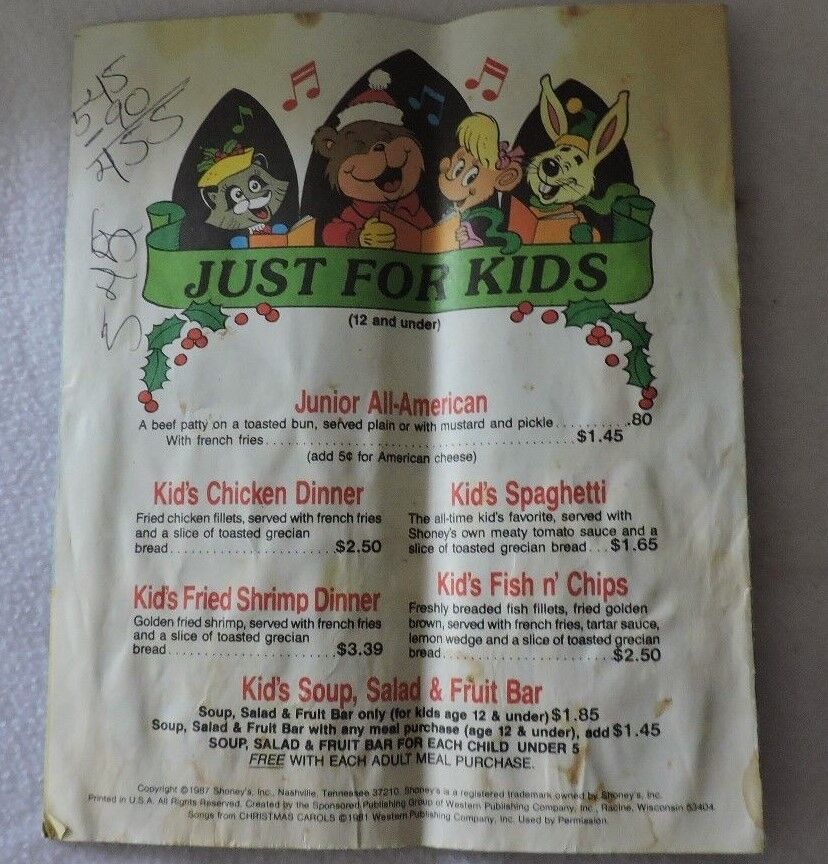 545
-90
455
545
JUST FOR KIDS
(12 and under)
Junior All-American
A beef patty on a toasted bun, served plain or with mustard and pickle...........80
With french fries..........................................$1.45
(add 5¢ for American cheese)
Kid's Chicken Dinner
Fried chicken fillets, served with french fries
and a slice of toasted grecian
bread........................$2.50
Kid's Spaghetti
The all-time kid's favorite, served with
Shoney's own meaty tomato sauce and a
slice of toasted grecian bread...$1.65
Kid's Fried Shrimp Dinner
Golden fried shrimp, served with french fries
and a slice of toasted grecian
bread........................$3.39
Kid's Fish n' Chips
Freshly breaded fish fillets, fried golden
brown, served with french fries, tartar sauce,
lemon wedge and a slice of toasted grecian
bread............................$2.50
Kid's Soup, Salad & Fruit Bar
Soup, Salad & Fruit Bar only (for kids age 12 & under) $1.85
Soup, Salad & Fruit Bar with any meal purchase (age 12 & under), add $1.45
SOUP, SALAD & FRUIT BAR FOR EACH CHILD UNDER 5
FREE WITH EACH ADULT MEAL PURCHASE.
Copyright ©1987 Shoney's, Inc., Nashville, Tennessee 37210. Shoney's is a registered trademark owned by Shoney's, Inc.
Printed in U.S.A. All Rights Reserved. Created by the Sponsored Publishing Group of Western Publishing Company, Inc., Racine, Wisconsin 53404.
Songs from CHRISTMAS CAROLS ©1981 Western Publishing Company, Inc. Used by Permission.